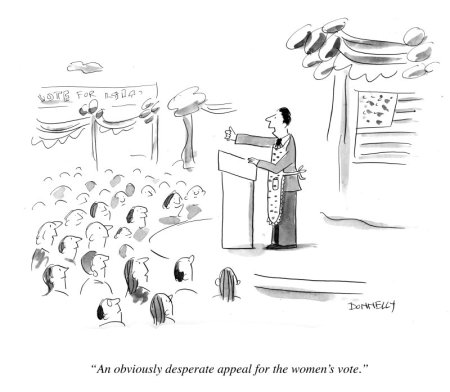 VOTE FOR
DONNELLY
“An obviously desperate appeal for the women’s vote.”